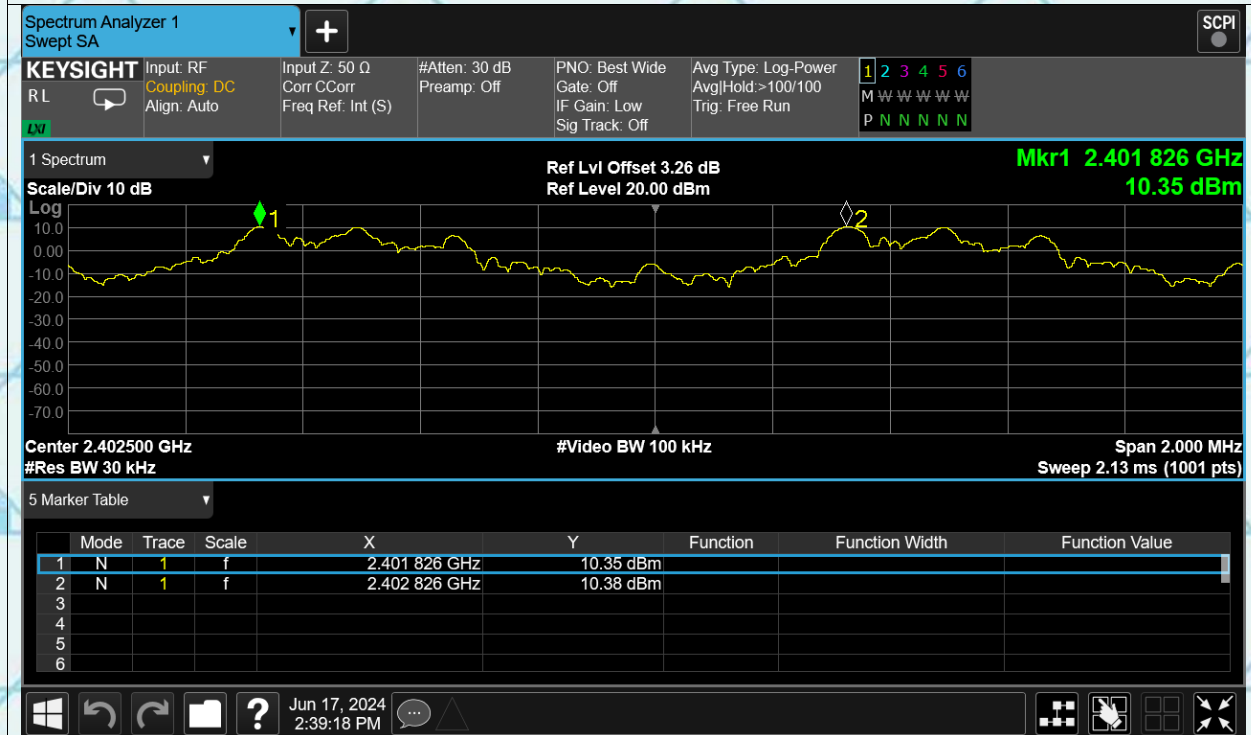 Spectrum Analyzer 1
Swept SA
+
SCPI
KEYSIGHT
R L
LXI
Input: RF
Coupling: DC
Align: Auto
Input Z: 50 Ω
Corr CCorr
Freq Ref: Int (S)
#Atten: 30 dB
Preamp: Off
PNO: Best Wide
Gate: Off
IF Gain: Low
Sig Track: Off
Avg Type: Log-Power
Avg|Hold:>100/100
Trig: Free Run
1 2 3 4 5 6
M W W W W W W
P N N N N N N
1 Spectrum
Scale/Div 10 dB
Ref Lvl Offset 3.26 dB
Ref Level 20.00 dBm
Mkr1 2.401 826 GHz
10.35 dBm
Log
1
2
10.0
0.00
-10.0
-20.0
-30.0
-40.0
-50.0
-60.0
-70.0
Center 2.402500 GHz
#Res BW 30 kHz
#Video BW 100 kHz
Span 2.000 MHz
Sweep 2.13 ms (1001 pts)
5 Marker Table
Mode Trace Scale X Y Function Function Width Function Value
1 N 1 f 2.401 826 GHz 10.35 dBm
2 N 1 f 2.402 826 GHz 10.38 dBm
3
4
5
6
?
Jun 17, 2024
2:39:18 PM